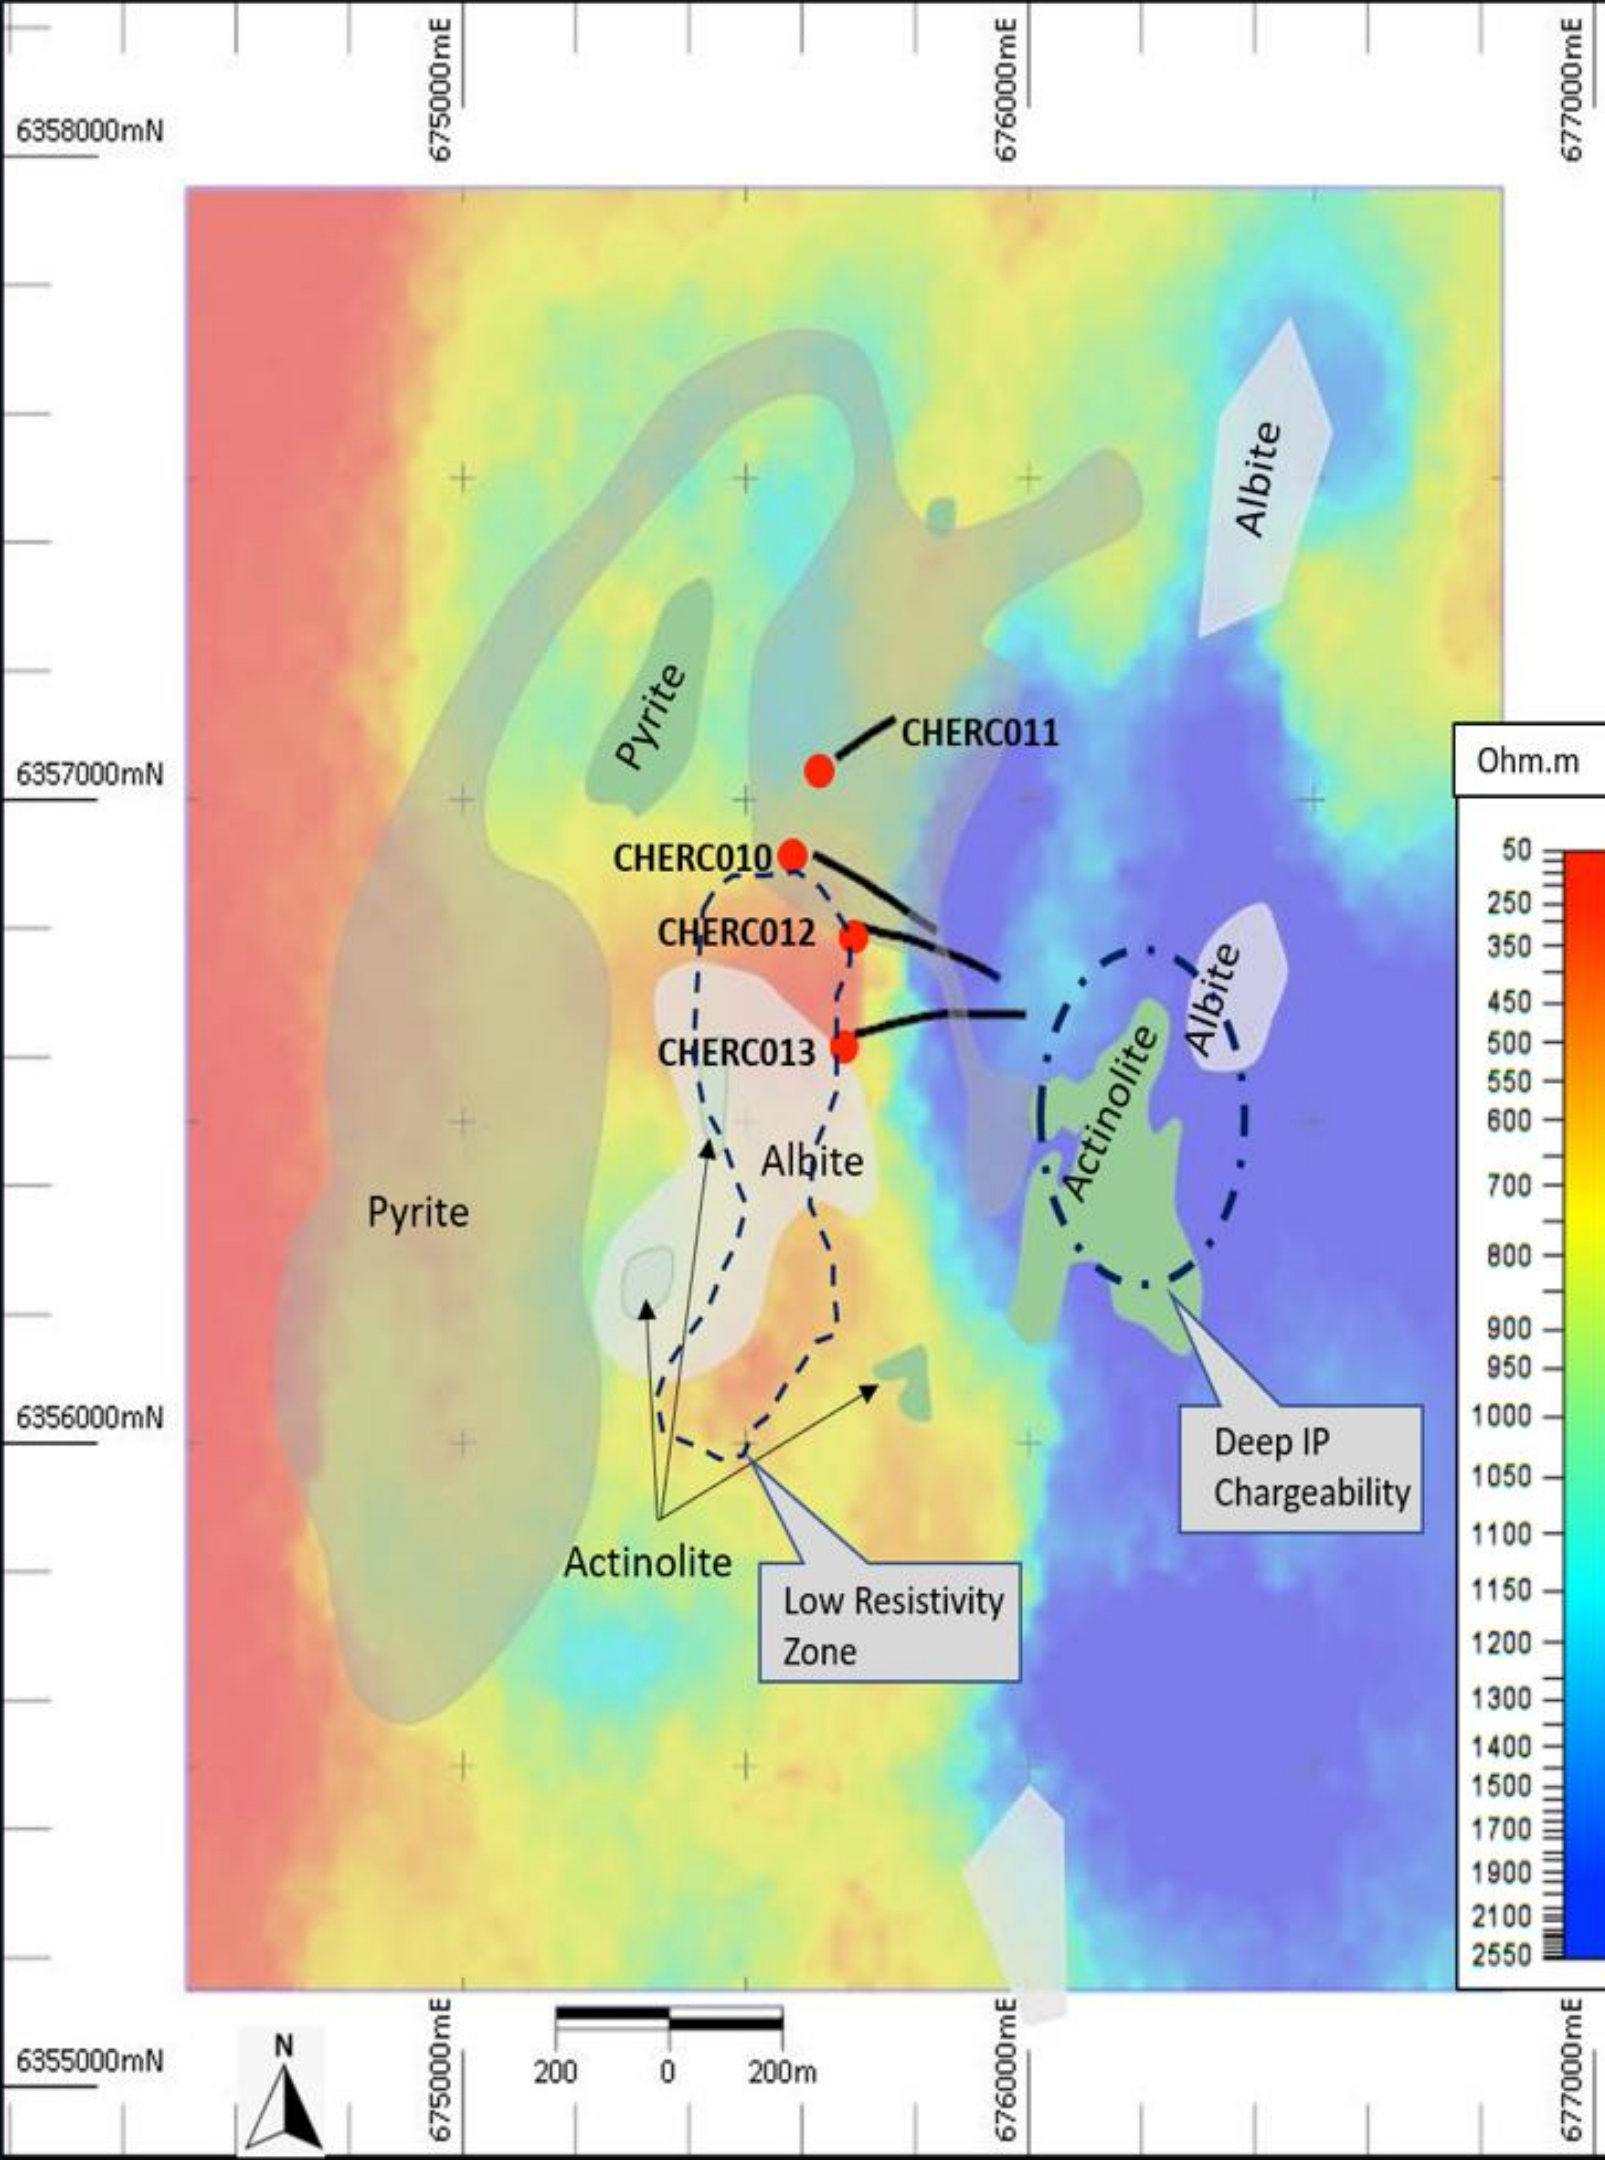 675000mE
676000mE
677000mE
6358000mN
Albite
Pyrite
CHERC011
6357000mN
Ohm.m
CHERC010
50
250
CHERC012
350
Albite
450
500
CHERC013
Actinolite
550
600
Albite
700
Pyrite
800
900
950
6356000mN
1000
Deep IP
Chargeability
1050
1100
Actinolite
1150
Low Resistivity
Zone
1200
1300
1400
1500
1700
1900
2100
2550
N
6355000mN
675000mE
200 0 200m
676000mE
677000mE